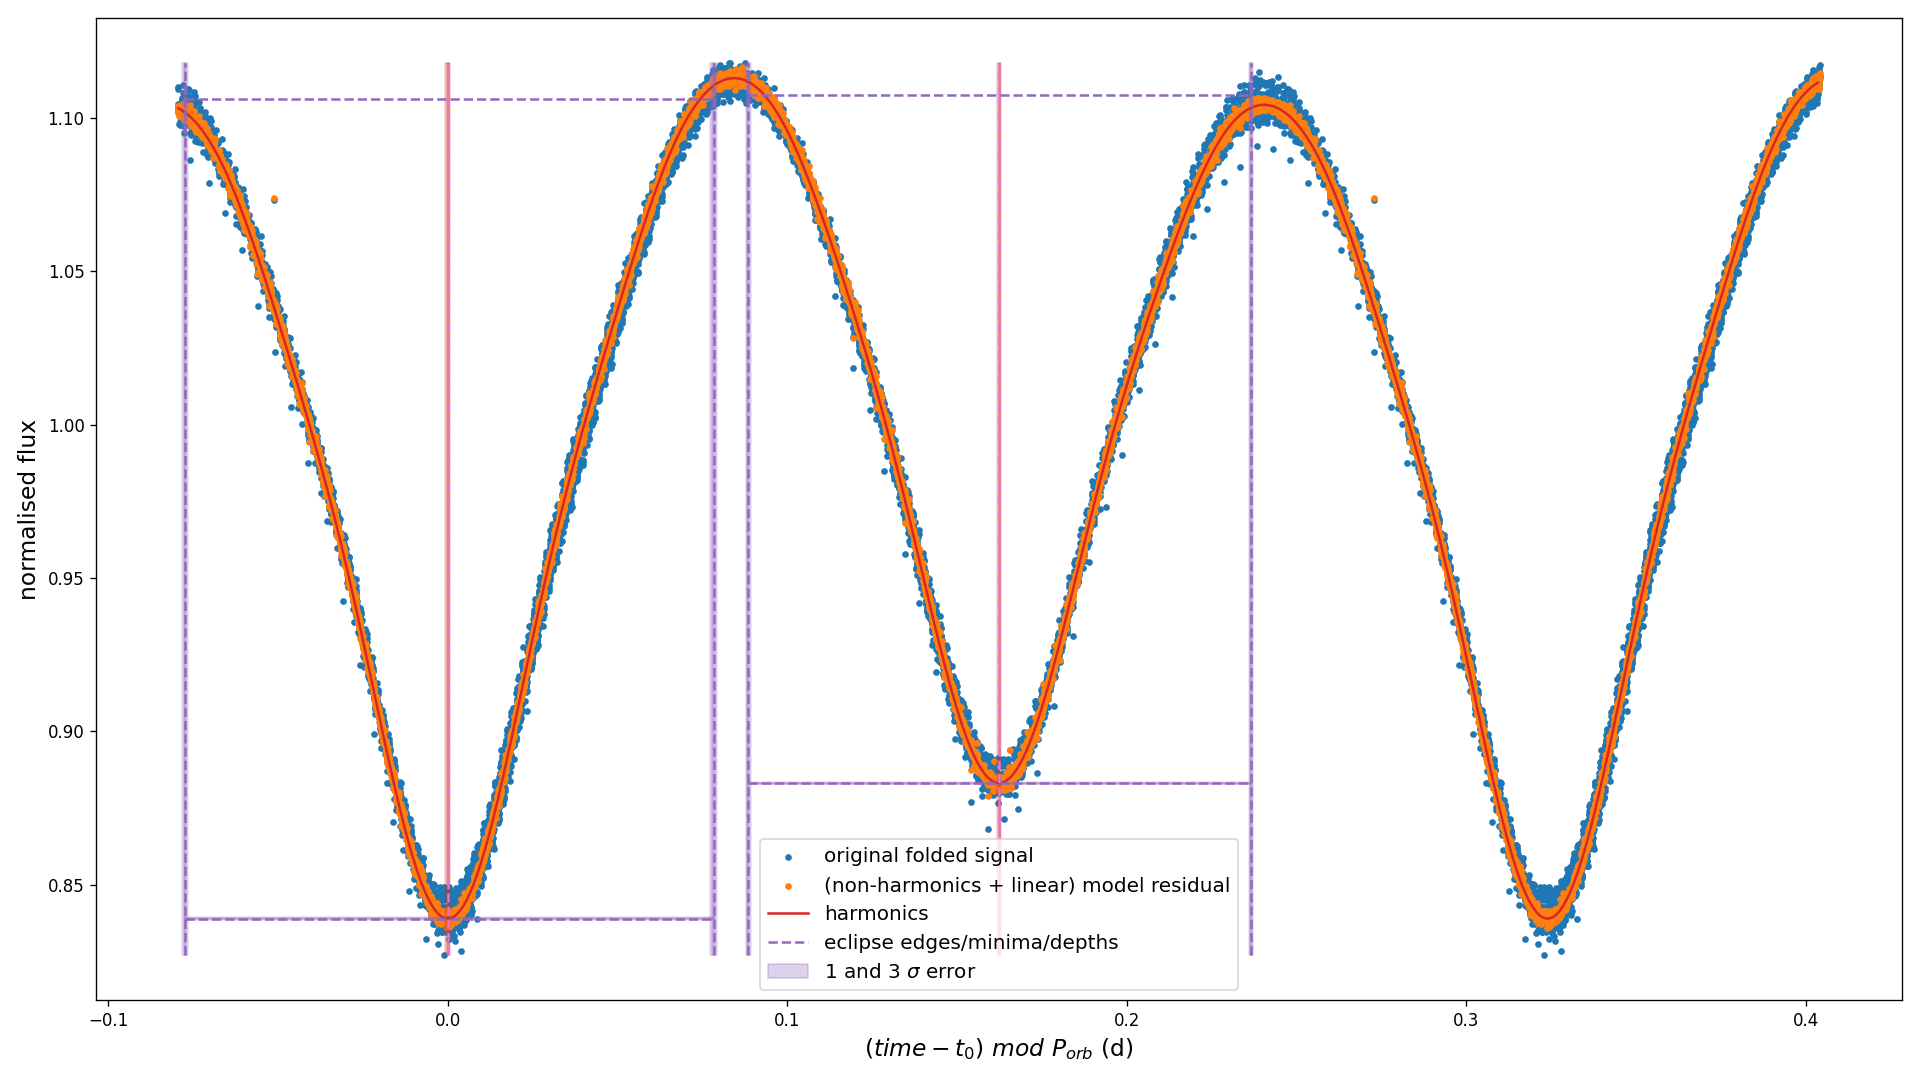 normalised flux
1.10
1.05
1.00
0.95
0.90
0.85
−0.1
0.0
0.1
0.2
0.3
0.4
(time − t₀) mod P_orb (d)
original folded signal
(non-harmonics + linear) model residual
harmonics
eclipse edges/minima/depths
1 and 3 σ error